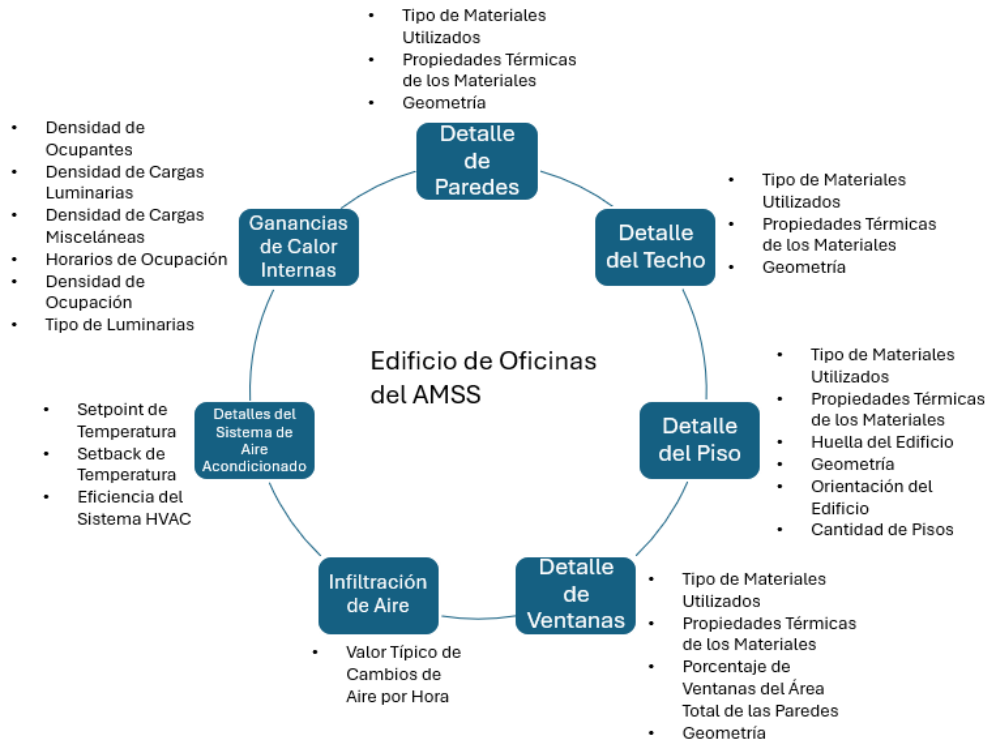 • Tipo de Materiales
Utilizados
• Propiedades Térmicas
de los Materiales
• Geometría
Detalle
de
Paredes
• Tipo de Materiales
Utilizados
• Propiedades Térmicas
de los Materiales
• Geometría
Detalle
del Techo
• Tipo de Materiales
Utilizados
• Propiedades Térmicas
de los Materiales
• Huella del Edificio
• Geometría
• Orientación del
Edificio
• Cantidad de Pisos
Detalle
del Piso
• Tipo de Materiales
Utilizados
• Propiedades Térmicas
de los Materiales
• Porcentaje de
Ventanas del Área
Total de las Paredes
• Geometría
Detalle
de
Ventanas
Infiltración
de Aire
• Valor Típico de
Cambios de
Aire por Hora
Detalles del
Sistema de
Aire
Acondicionado
• Setpoint de
Temperatura
• Setback de
Temperatura
• Eficiencia del
Sistema HVAC
Ganancias
de Calor
Internas
• Densidad de
Ocupantes
• Densidad de Cargas
Luminarias
• Densidad de Cargas
Misceláneas
• Horarios de Ocupación
• Densidad de
Ocupación
• Tipo de Luminarias
Edificio de Oficinas
del AMSS